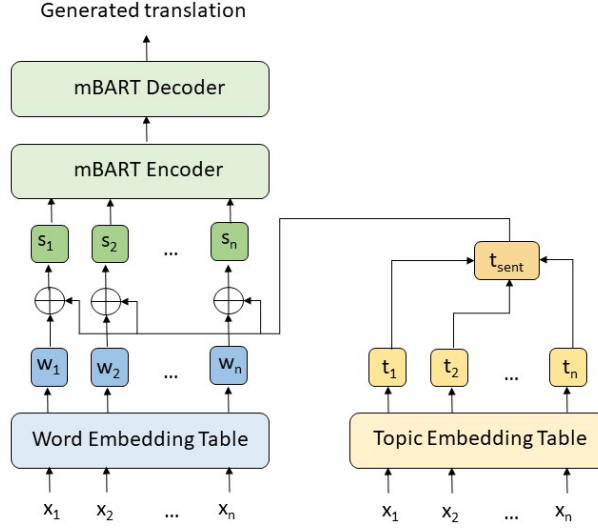 Generated translation
mBART Decoder
mBART Encoder
s1 s2 ... sn
tsent
w1 w2 ... wn
t1 t2 ... tn
Word Embedding Table
Topic Embedding Table
x1 x2 ... xn
x1 x2 ... xn